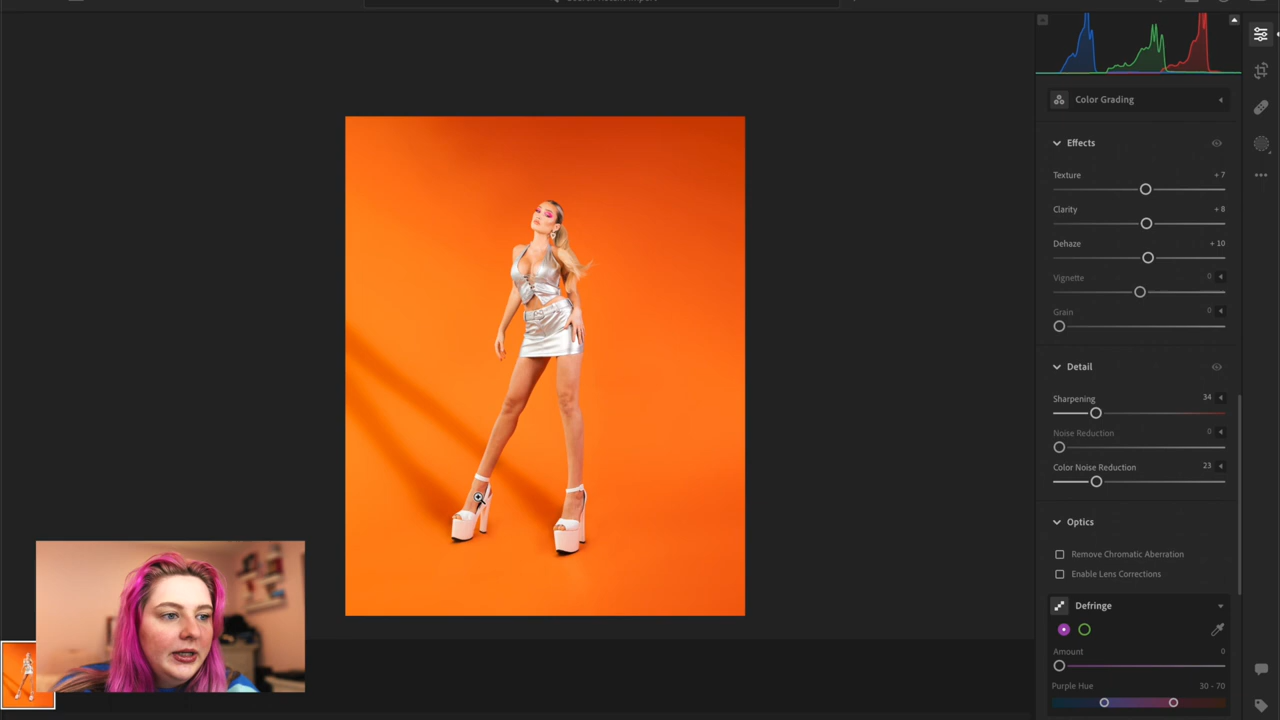 Color Grading
Effects
Texture + 7
Clarity + 8
Dehaze + 10
Vignette 0
Grain 0
Detail
Sharpening 34
Noise Reduction 0
Color Noise Reduction 23
Optics
Remove Chromatic Aberration
Enable Lens Corrections
Defringe
Amount 0
Purple Hue 30 - 70